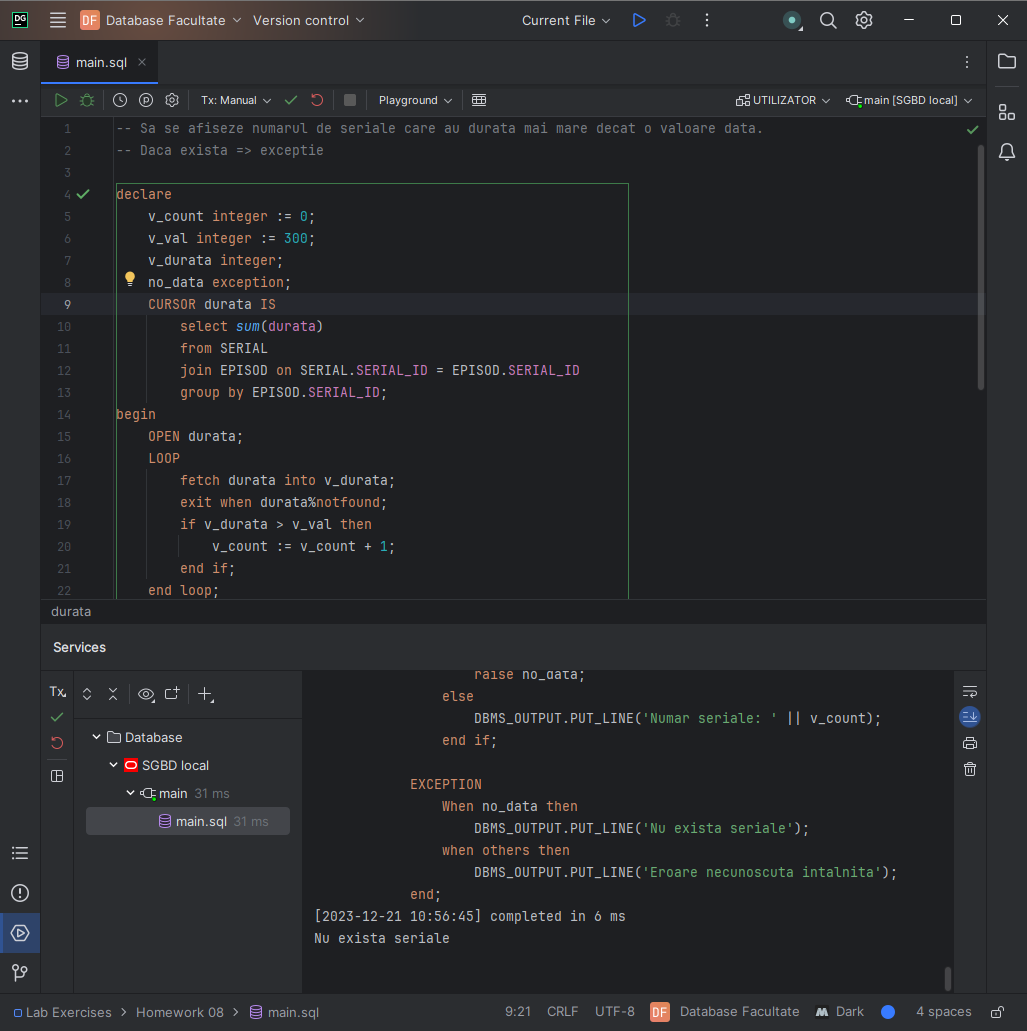 DG DF Database Facultate Version control Current File
main.sql
Tx: Manual Playground UTILIZATOR main [SGBD local]
1 -- Sa se afiseze numarul de seriale care au durata mai mare decat o valoare data.
2 -- Daca exista => exceptie
3
4 declare
5 v_count integer := 0;
6 v_val integer := 300;
7 v_durata integer;
8 no_data exception;
9 CURSOR durata IS
10 select sum(durata)
11 from SERIAL
12 join EPISOD on SERIAL.SERIAL_ID = EPISOD.SERIAL_ID
13 group by EPISOD.SERIAL_ID;
14 begin
15 OPEN durata;
16 LOOP
17 fetch durata into v_durata;
18 exit when durata%notfound;
19 if v_durata > v_val then
20 v_count := v_count + 1;
21 end if;
22 end loop;
durata
Services
Tx
Database
SGBD local
main 31 ms
main.sql 31 ms
raise no_data;
else
DBMS_OUTPUT.PUT_LINE('Numar seriale: ' || v_count);
end if;
EXCEPTION
When no_data then
DBMS_OUTPUT.PUT_LINE('Nu exista seriale');
when others then
DBMS_OUTPUT.PUT_LINE('Eroare necunoscuta intalnita');
end;
[2023-12-21 10:56:45] completed in 6 ms
Nu exista seriale
Lab Exercises > Homework 08 > main.sql 9:21 CRLF UTF-8 DF Database Facultate Dark 4 spaces